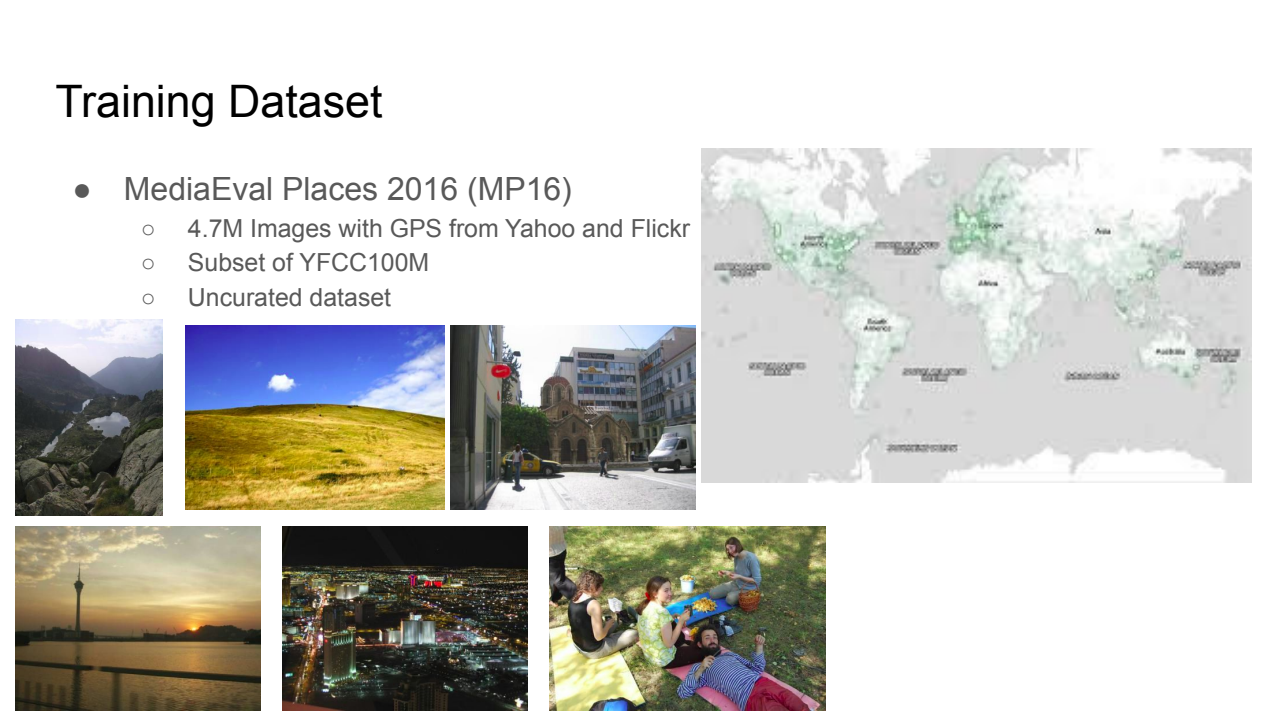 Training Dataset
● MediaEval Places 2016 (MP16)
○ 4.7M Images with GPS from Yahoo and Flickr
○ Subset of YFCC100M
○ Uncurated dataset
North
America
Europe
Asia
Africa
South
America
Australia